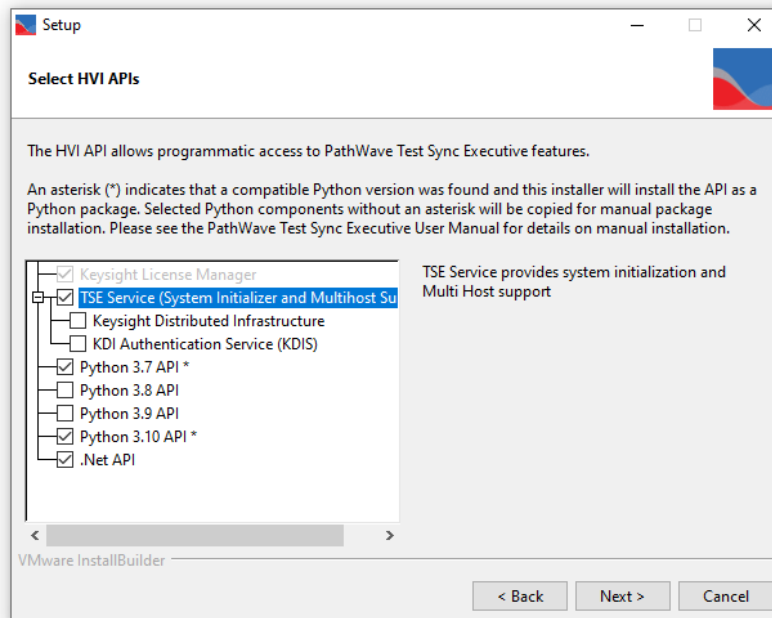 Setup
Select HVI APIs
The HVI API allows programmatic access to PathWave Test Sync Executive features.
An asterisk (*) indicates that a compatible Python version was found and this installer will install the API as a
Python package. Selected Python components without an asterisk will be copied for manual package
installation. Please see the PathWave Test Sync Executive User Manual for details on manual installation.
Keysight License Manager
TSE Service (System Initializer and Multihost Su
Keysight Distributed Infrastructure
KDI Authentication Service (KDIS)
Python 3.7 API *
Python 3.8 API
Python 3.9 API
Python 3.10 API *
.Net API
TSE Service provides system initialization and
Multi Host support
VMware InstallBuilder
< Back
Next >
Cancel